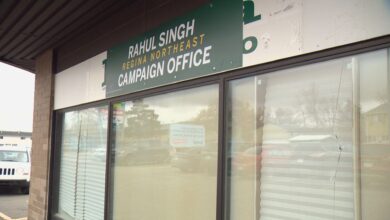 RAHUL SINGH
REGINA NORTHEAST
CAMPAIGN OFFICE